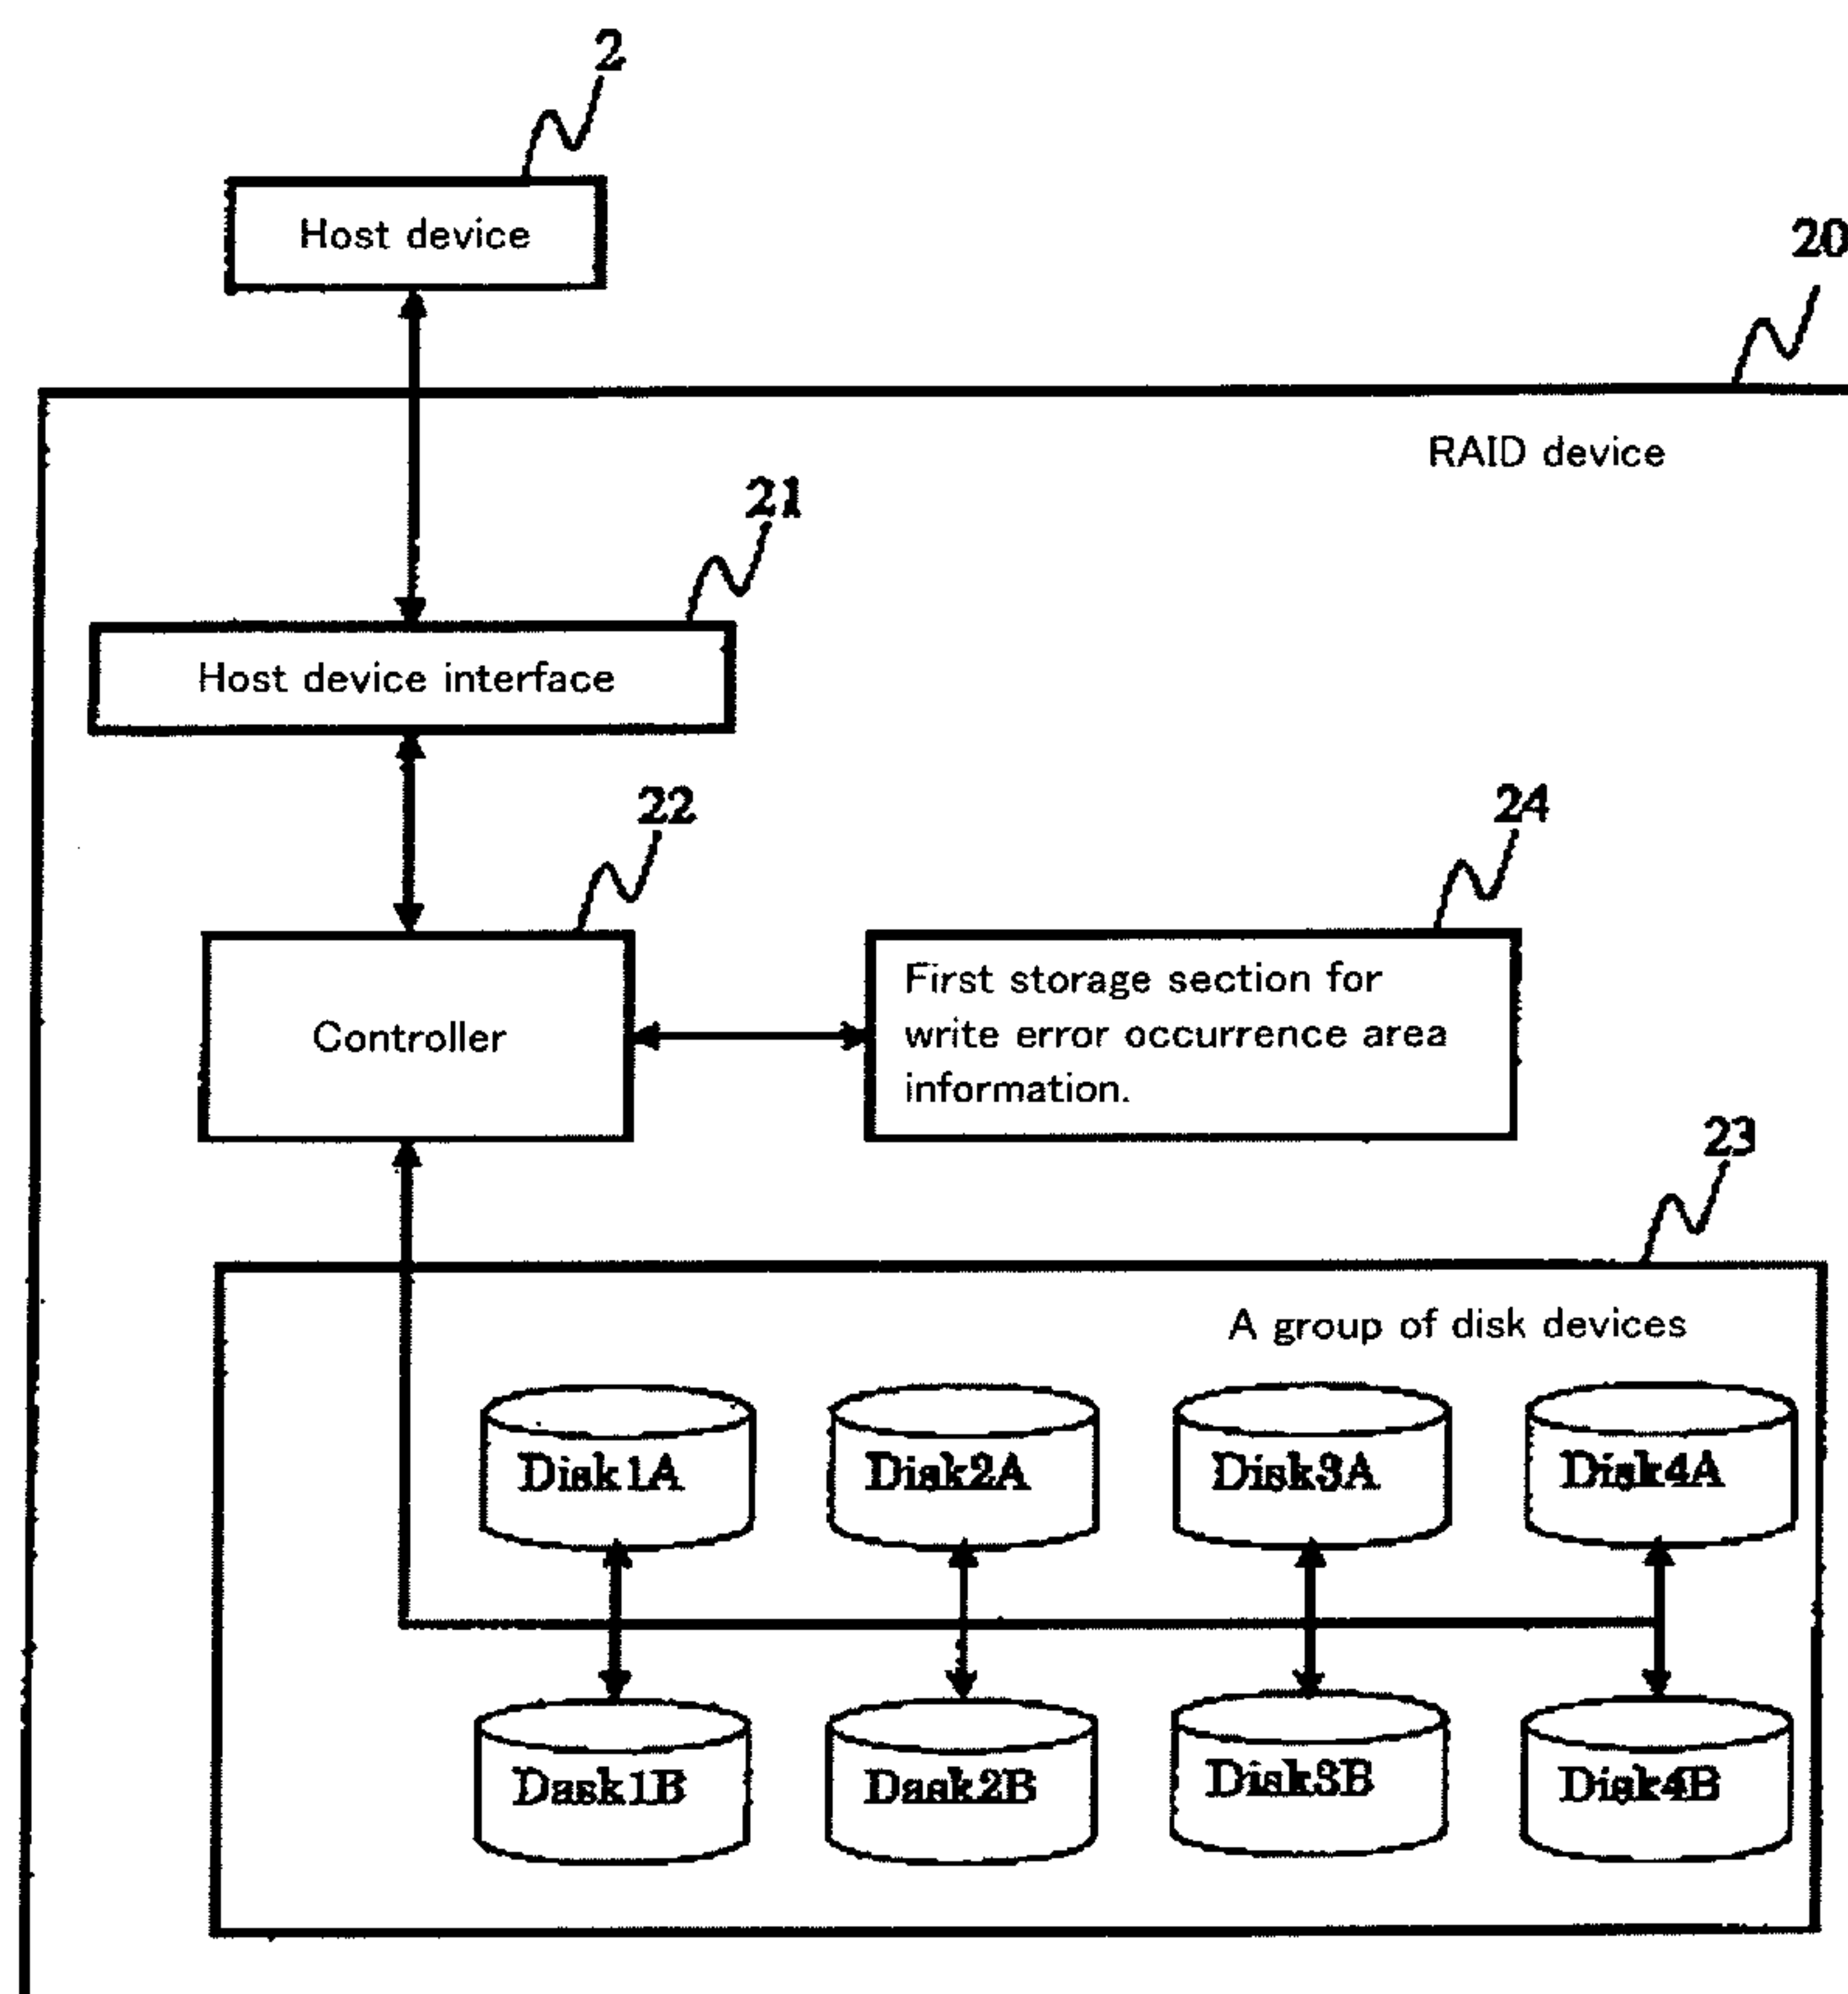 2
Host device
20
RAID device
21
Host device interface
22
24
Controller
First storage section for
write error occurrence area
information.
23
A group of disk devices
Disk1A
Disk2A
Disk3A
Disk4A
Dask1B
Dask2B
Disk3B
Disk4B